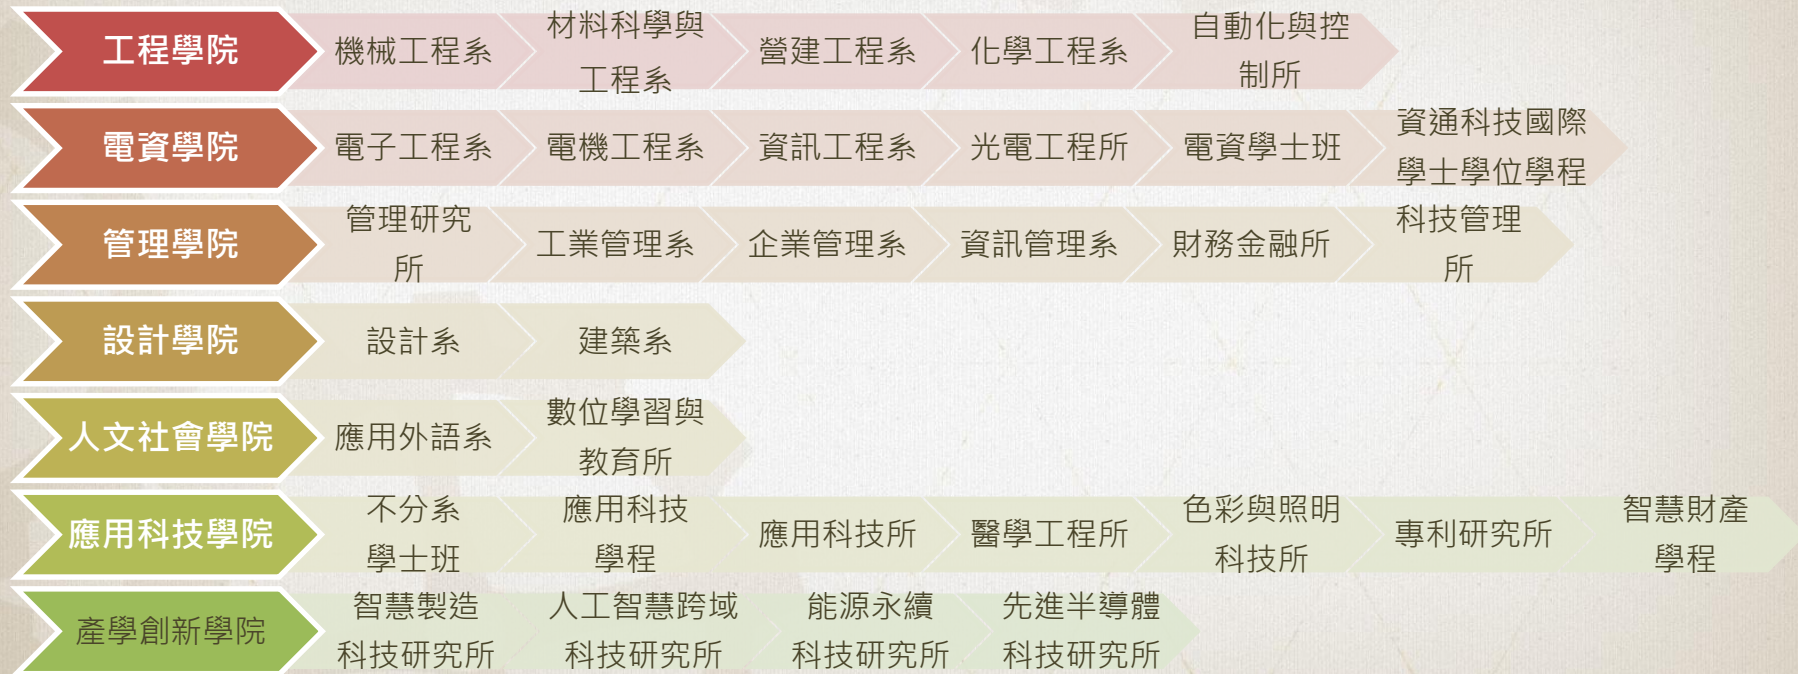 工程學院
機械工程系
材料科學與
工程系
營建工程系
化學工程系
自動化與控
制所
電資學院
電子工程系
電機工程系
資訊工程系
光電工程所
電資學士班
資通科技國際
學士學位學程
管理學院
管理研究
所
工業管理系
企業管理系
資訊管理系
財務金融所
科技管理
所
設計學院
設計系
建築系
人文社會學院
應用外語系
數位學習與
教育所
應用科技學院
不分系
學士班
應用科技
學程
應用科技所
醫學工程所
色彩與照明
科技所
專利研究所
智慧財產
學程
產學創新學院
智慧製造
科技研究所
人工智慧跨域
科技研究所
能源永續
科技研究所
先進半導體
科技研究所